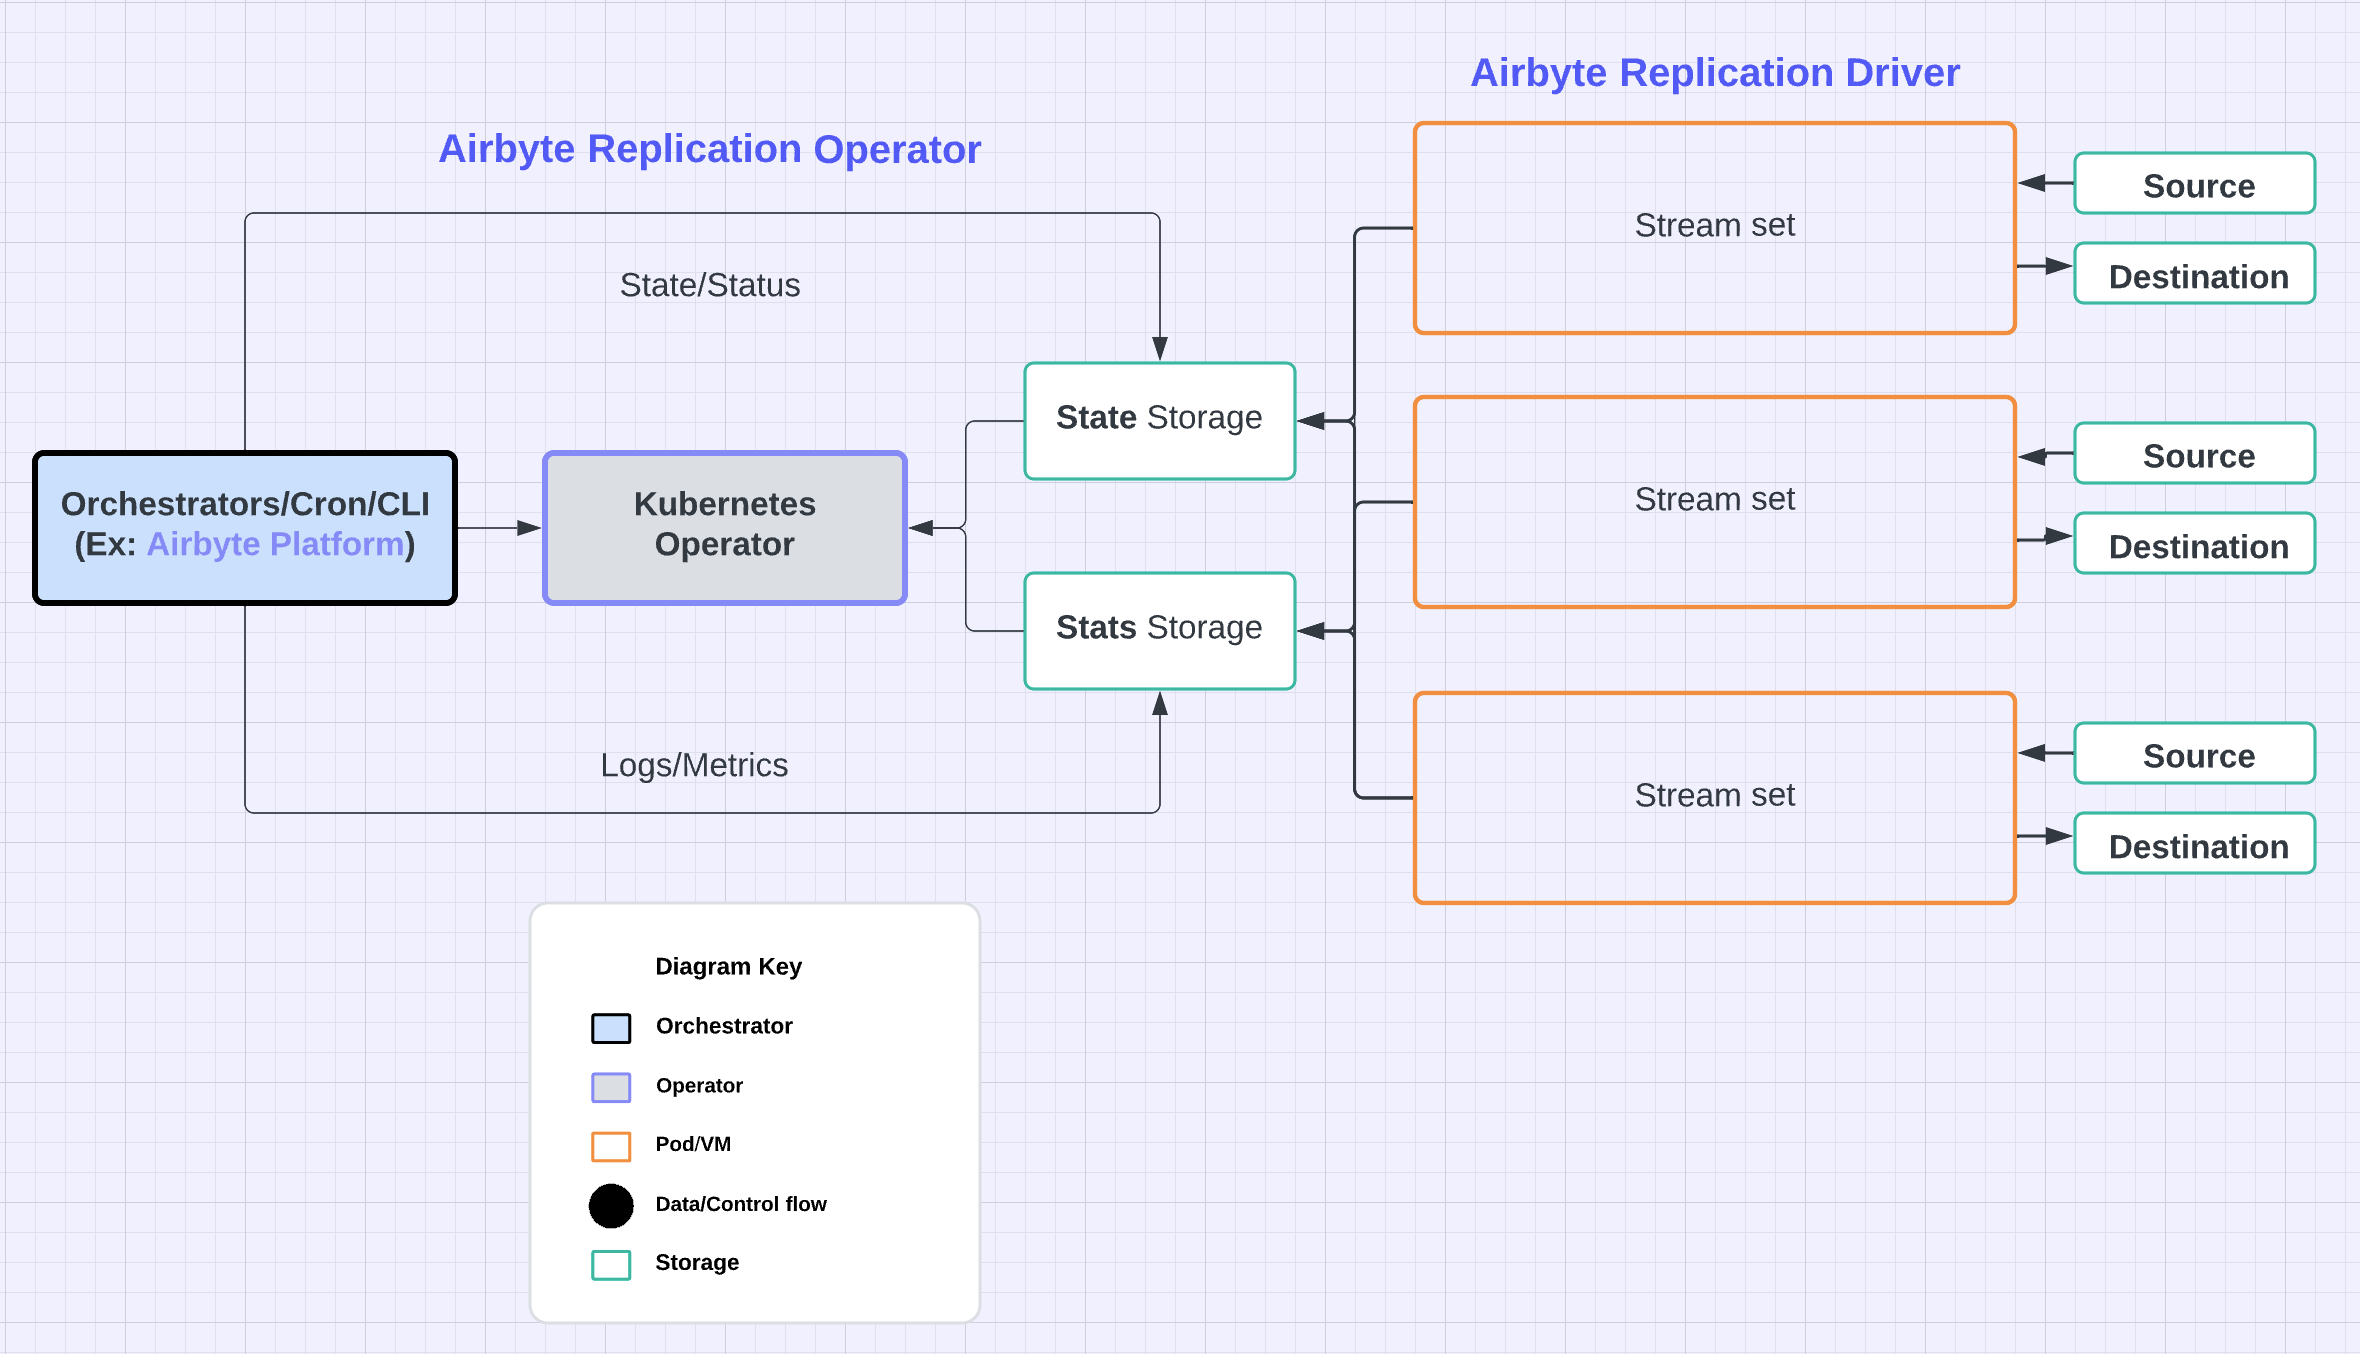 Airbyte Replication Driver
Airbyte Replication Operator
Source
Stream set
Destination
State/Status
State Storage
Source
Orchestrators/Cron/CLI
(Ex: Airbyte Platform)
Kubernetes
Operator
Stream set
Destination
Stats Storage
Logs/Metrics
Source
Stream set
Destination
Diagram Key
Orchestrator
Operator
Pod/VM
Data/Control flow
Storage